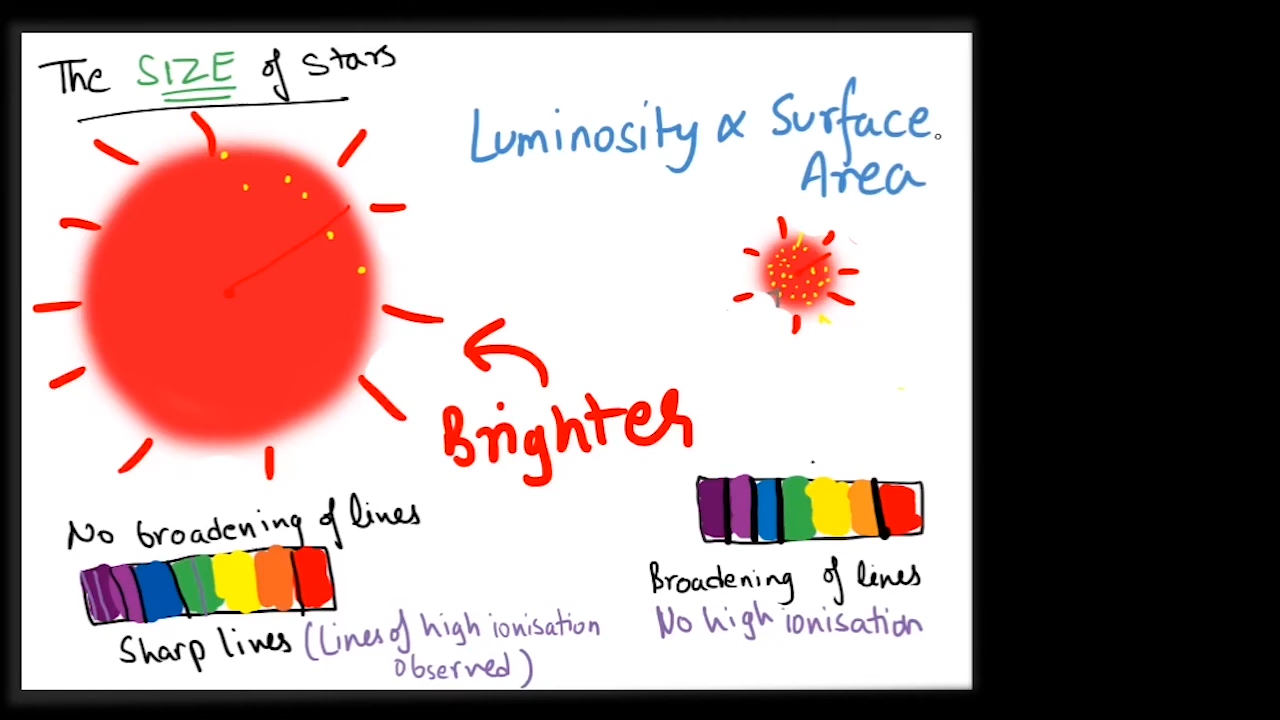 The SIZE of stars
Luminosity ∝ Surface
Area
Brighter
No broadening of lines
Sharp lines (Lines of high ionisation
observed)
Broadening of lines
No high ionisation